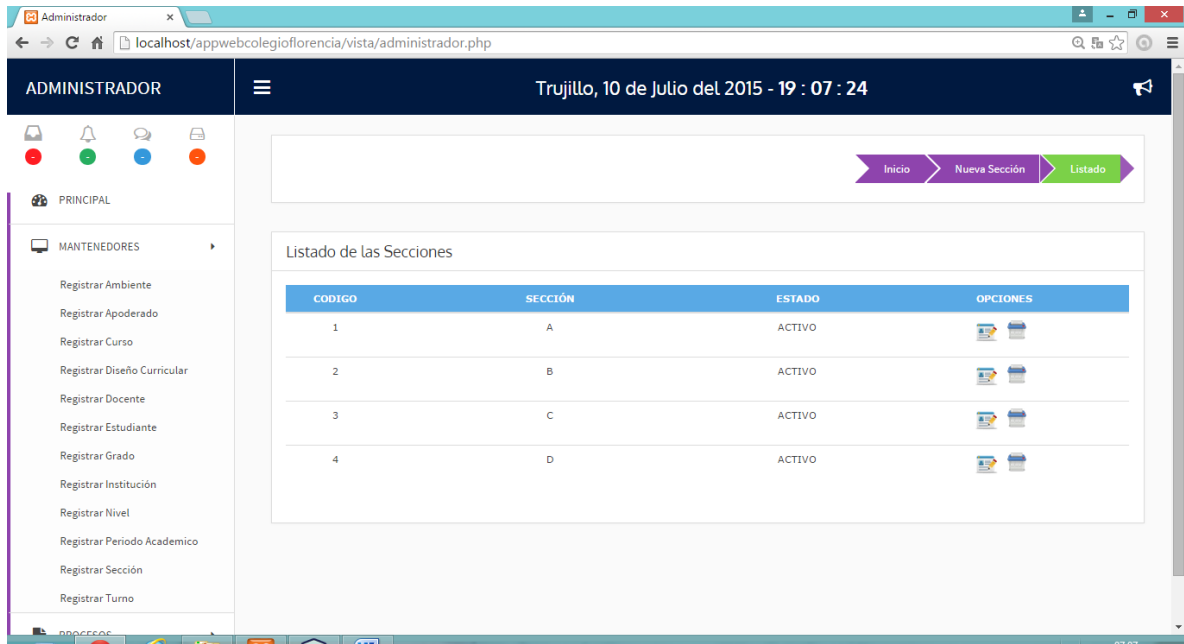 Administrador
localhost/appwebcolegioflorencia/vista/administrador.php
ADMINISTRADOR
Trujillo, 10 de Julio del 2015 - 19 : 07 : 24
- - - -
Inicio Nueva Sección Listado
PRINCIPAL
MANTENEDORES
Registrar Ambiente
Registrar Apoderado
Registrar Curso
Registrar Diseño Curricular
Registrar Docente
Registrar Estudiante
Registrar Grado
Registrar Institución
Registrar Nivel
Registrar Periodo Academico
Registrar Sección
Registrar Turno
PROCESOS
Listado de las Secciones
CODIGO SECCIÓN ESTADO OPCIONES
1 A ACTIVO
2 B ACTIVO
3 C ACTIVO
4 D ACTIVO